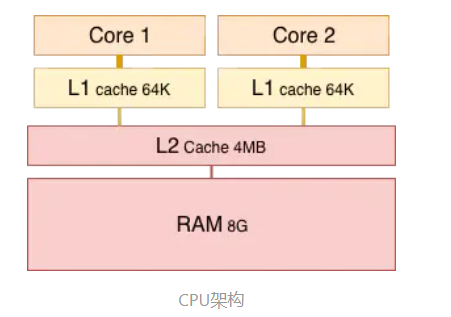 Core 1
Core 2
L1 cache 64K
L1 cache 64K
L2 Cache 4MB
RAM 8G
CPU架构